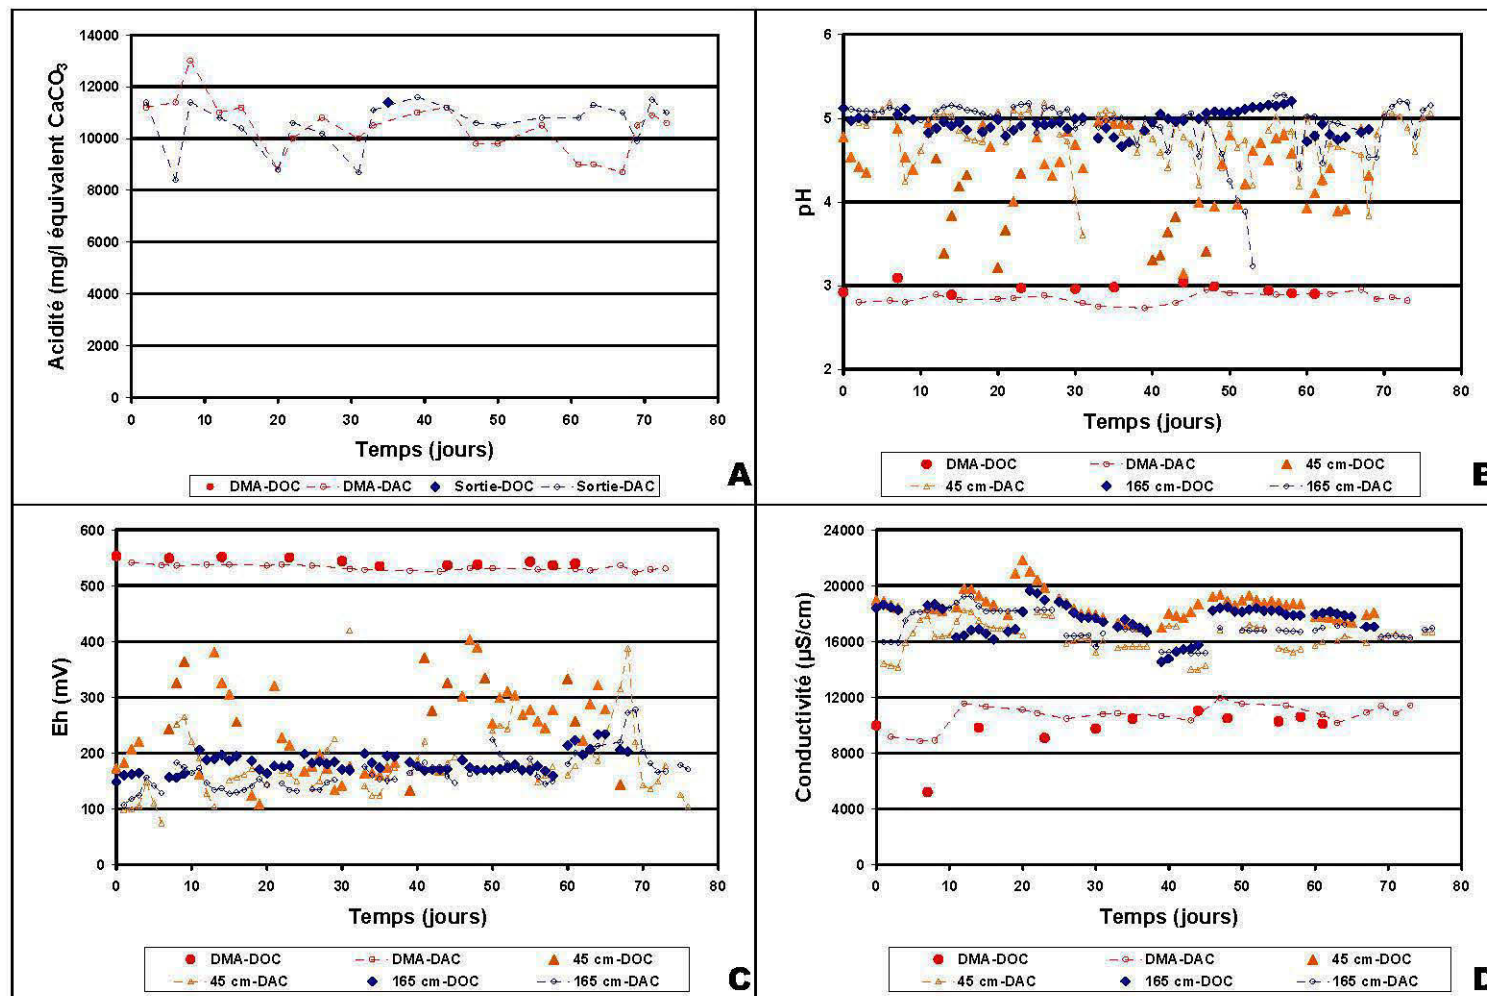 14000
12000
10000
8000
6000
4000
2000
0
Acidité (mg/l équivalent CaCO3
0 10 20 30 40 50 60 70 80
Temps (jours)
DMA-DOC DMA-DAC Sortie-DOC Sortie-DAC
A
6
5
4
3
2
pH
0 10 20 30 40 50 60 70 80
Temps (jours)
DMA-DOC DMA-DAC 45 cm-DOC
45 cm-DAC 165 cm-DOC 165 cm-DAC
B
600
500
400
300
200
100
0
Eh (mV)
0 10 20 30 40 50 60 70 80
Temps (jours)
DMA-DOC DMA-DAC 45 cm-DOC
45 cm-DAC 165 cm-DOC 165 cm-DAC
C
24000
20000
16000
12000
8000
4000
0
Conductivité (µS/cm)
0 10 20 30 40 50 60 70 80
Temps (jours)
DMA-DOC DMA-DAC 45 cm-DOC
45 cm-DAC 165 cm-DOC 165 cm-DAC
D